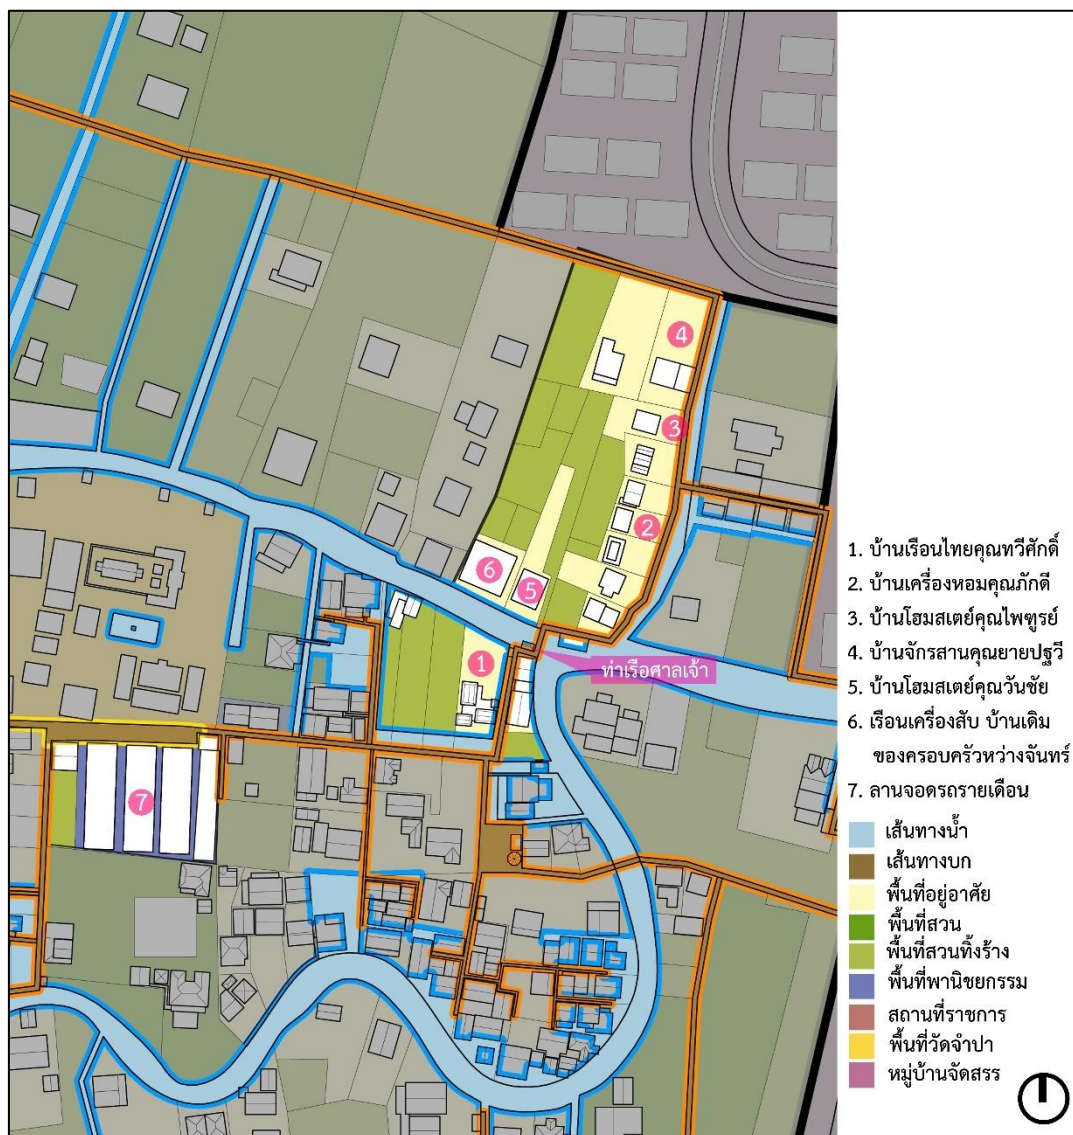 4
3
2
6
5
1
ท่าเรือศาลเจ้า
7
1. บ้านเรือนไทยคุณทวีศักดิ์
2. บ้านเครื่องหอมคุณภักดี
3. บ้านโฮมสเตย์คุณไพฑูรย์
4. บ้านจักรสานคุณยายปฐวี
5. บ้านโฮมสเตย์คุณวันชัย
6. เรือนเครื่องสับ บ้านเดิม
ของครอบครัวหว่างจันทร์
7. ลานจอดรถรายเดือน
เส้นทางน้ำ
เส้นทางบก
พื้นที่อยู่อาศัย
พื้นที่สวน
พื้นที่สวนทิ้งร้าง
พื้นที่พานิชยกรรม
สถานที่ราชการ
พื้นที่วัดจำปา
หมู่บ้านจัดสรร